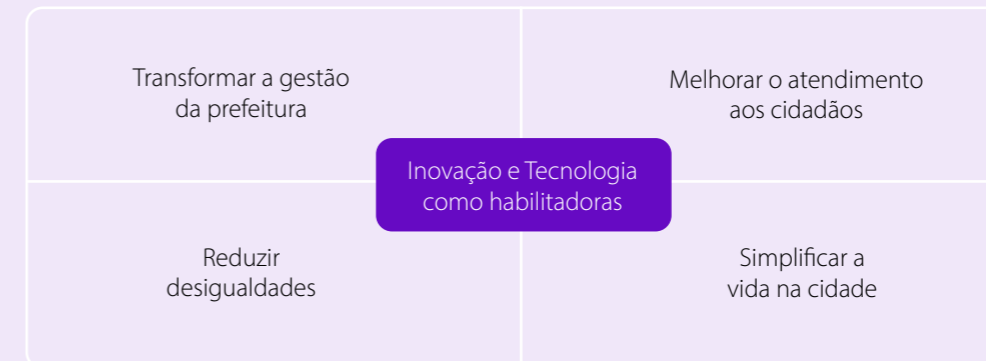 Transformar a gestão
da prefeitura
Melhorar o atendimento
aos cidadãos
Inovação e Tecnologia
como habilitadoras
Reduzir
desigualdades
Simplificar a
vida na cidade